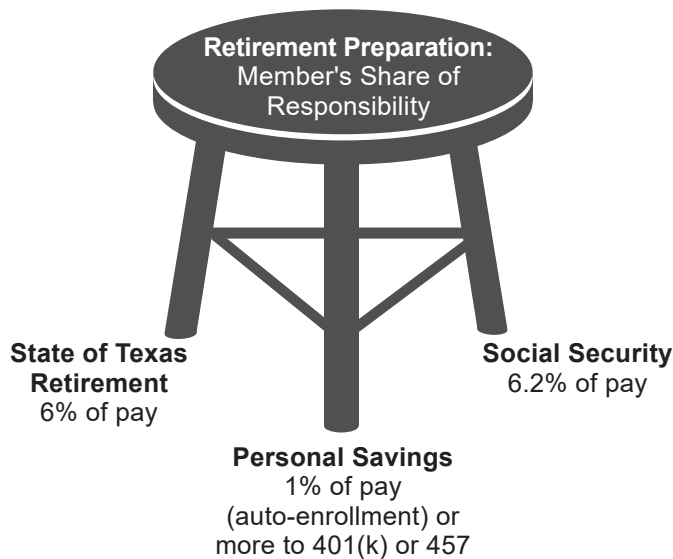 Retirement Preparation:
Member's Share of
Responsibility
State of Texas
Retirement
6% of pay
Social Security
6.2% of pay
Personal Savings
1% of pay
(auto-enrollment) or
more to 401(k) or 457